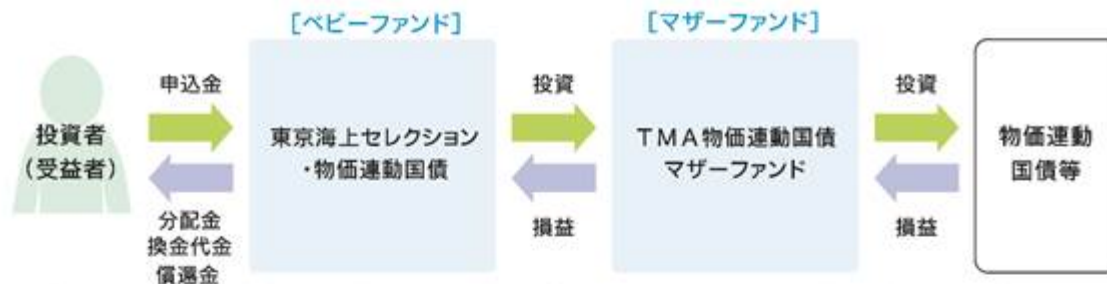 [ベビーファンド]
[マザーファンド]
申込金
投資
投資
投資者
(受益者)
東京海上セレクション
・物価連動国債
TMA物価連動国債
マザーファンド
物価連動
国債等
分配金
換金代金
償還金
損益
損益